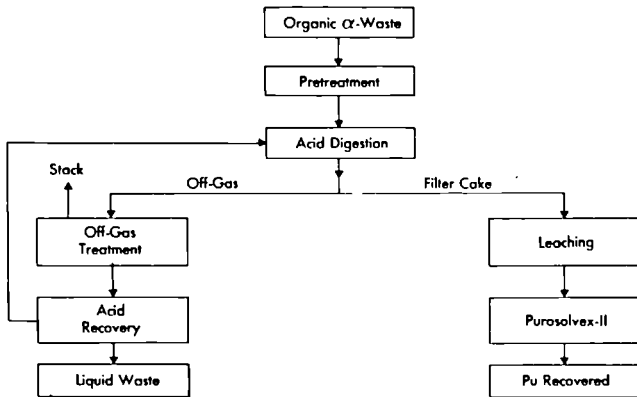 Organic α-Waste
Pretreatment
Acid Digestion
Stack
Off-Gas
Filter Cake
Off-Gas
Treatment
Leaching
Acid
Recovery
Purosolvex-II
Liquid Waste
Pu Recovered